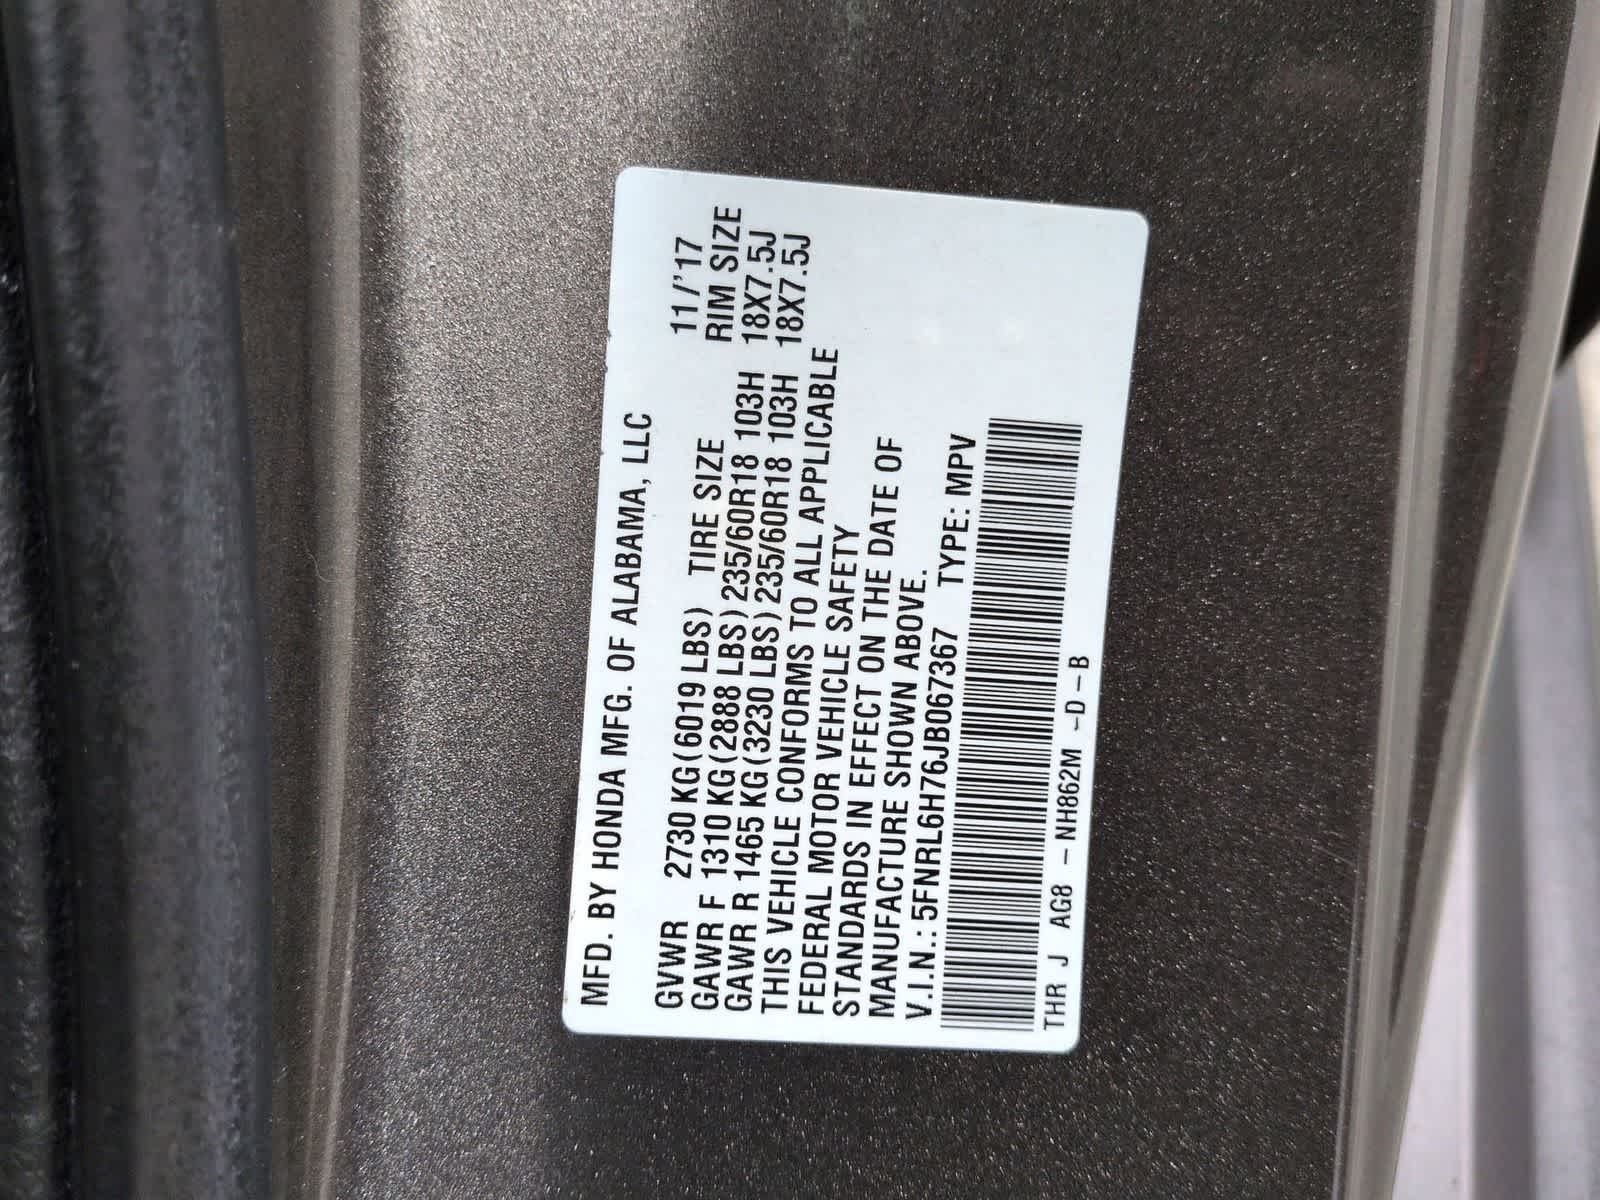 MFD. BY HONDA MFG. OF ALABAMA, LLC
11/'17
GVWR 2730 KG(6019 LBS) TIRE SIZE RIM SIZE
GAWR F 1310 KG(2888 LBS) 235/60R18 103H 18X7.5J
GAWR R 1465 KG(3230 LBS) 235/60R18 103H 18X7.5J
THIS VEHICLE CONFORMS TO ALL APPLICABLE
FEDERAL MOTOR VEHICLE SAFETY
STANDARDS IN EFFECT ON THE DATE OF
MANUFACTURE SHOWN ABOVE.
V.I.N.: 5FNRL6H76JB067367 TYPE: MPV
THR J AG8 – NH862M –D–B